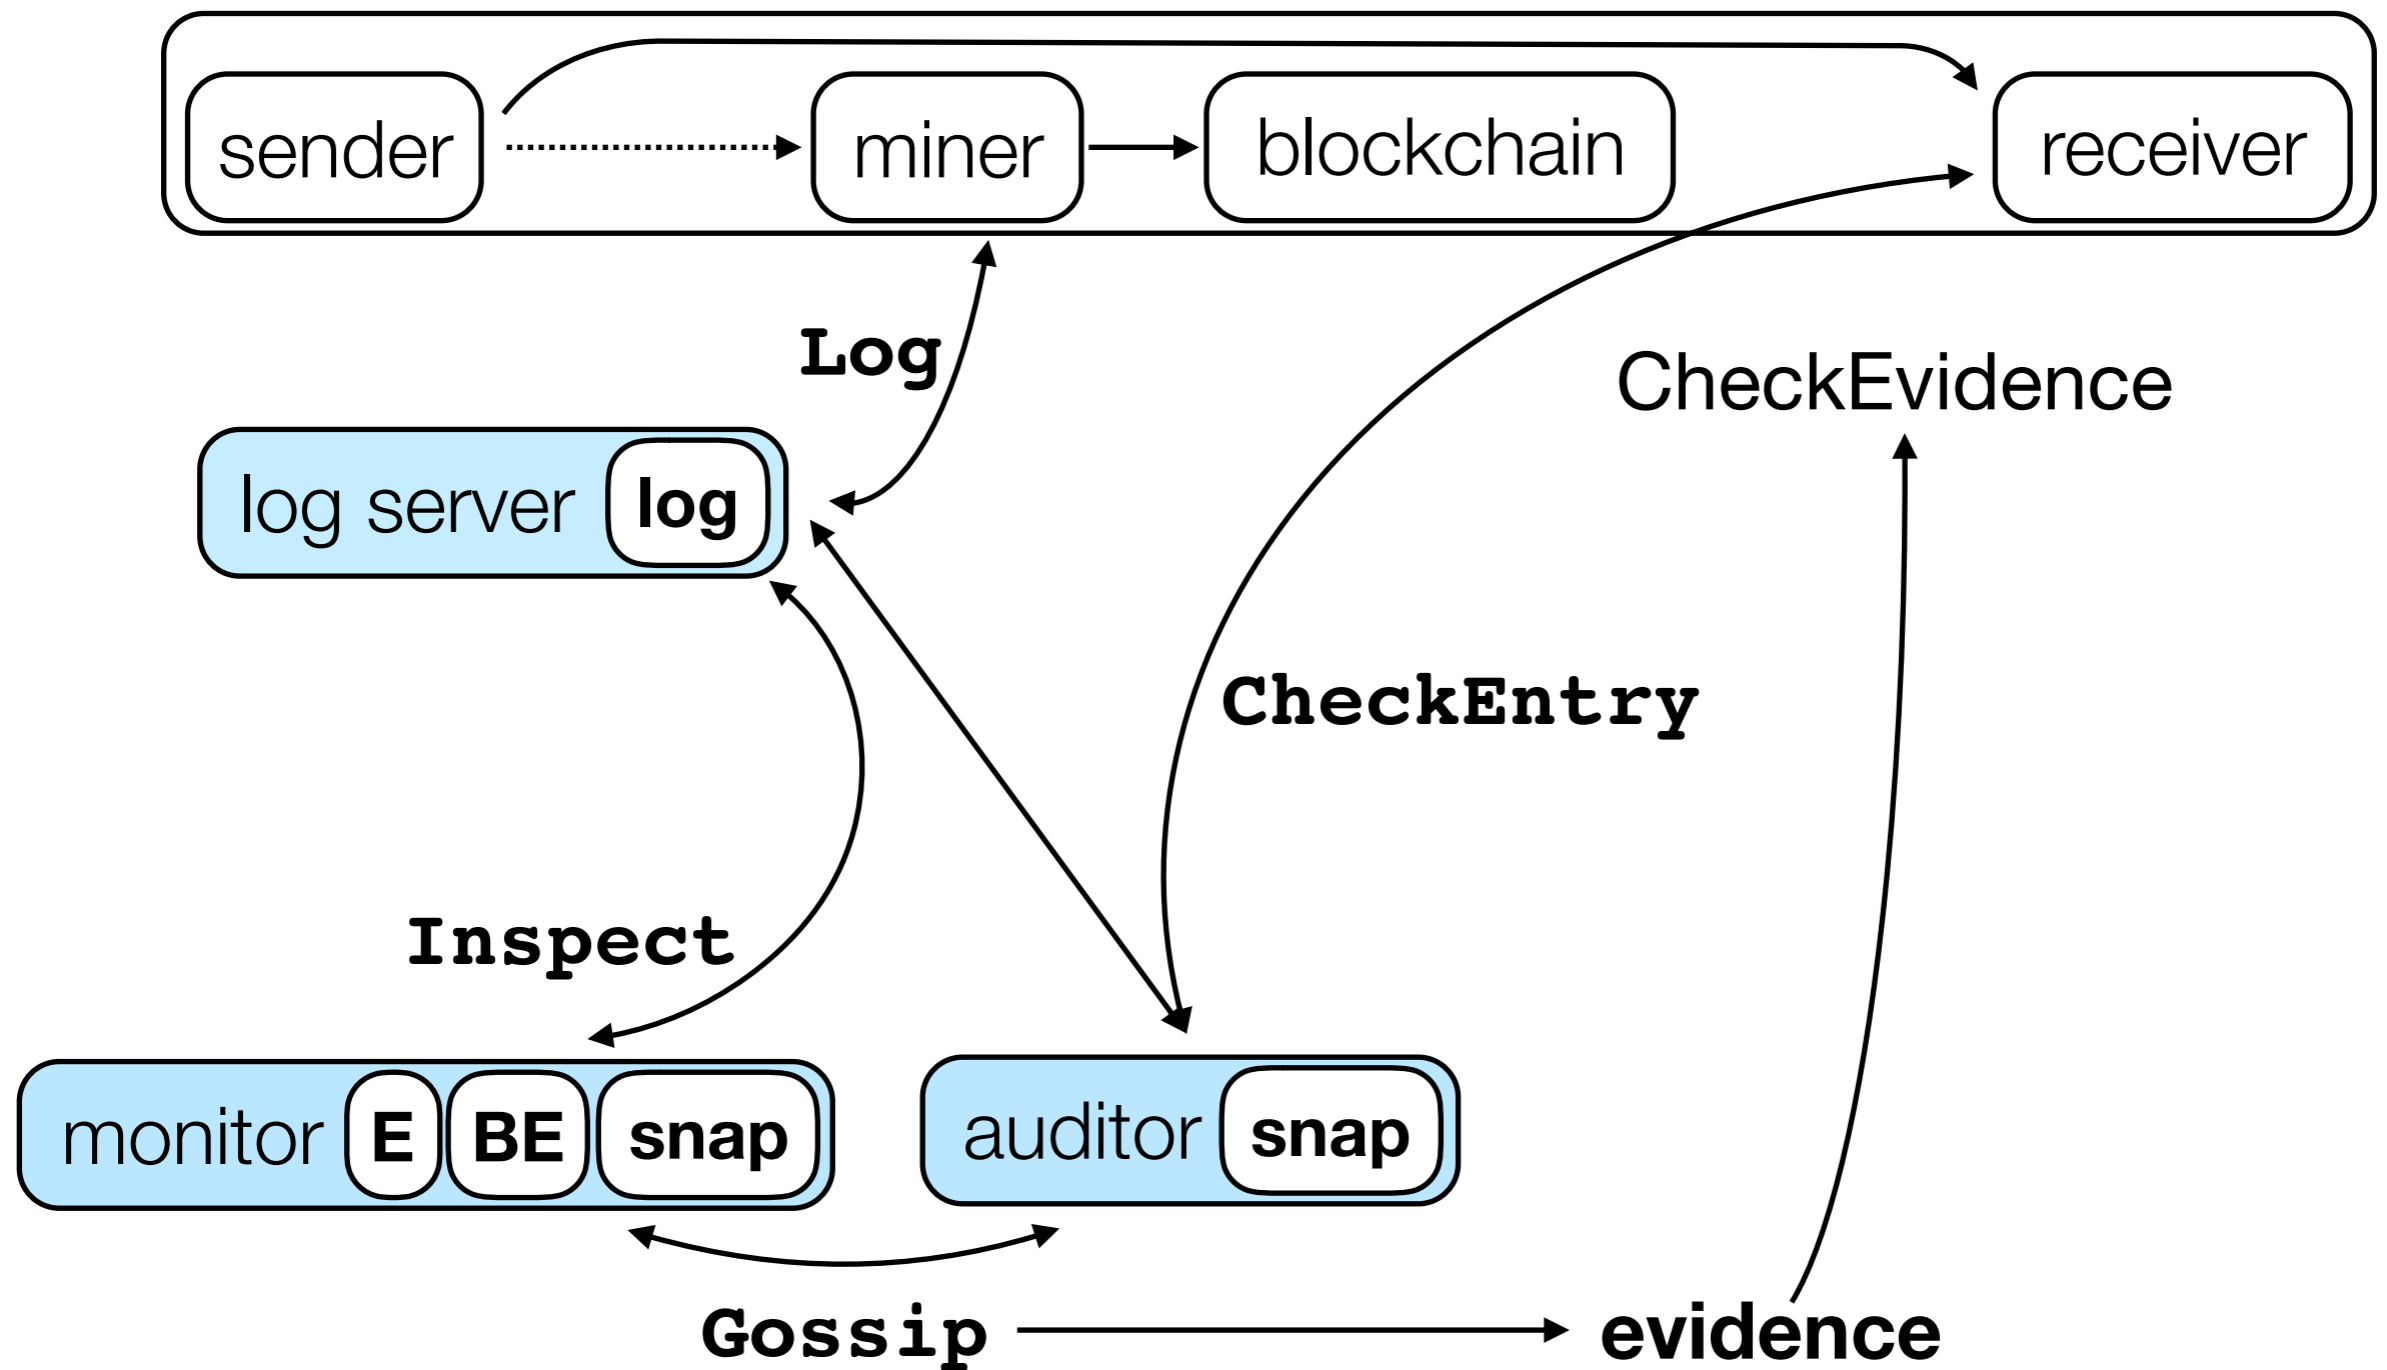 sender miner blockchain receiver
Log
CheckEvidence
log server log
CheckEntry
Inspect
monitor E BE snap
auditor snap
Gossip
evidence